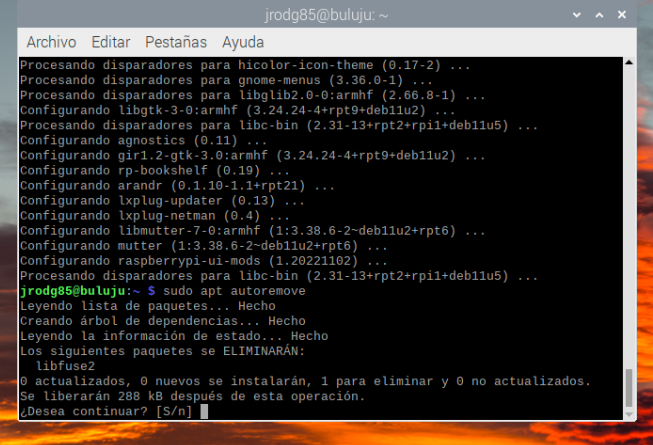 jrodg85@buluju: ~
Archivo Editar Pestañas Ayuda
Procesando disparadores para hicolor-icon-theme (0.17-2) ...
Procesando disparadores para gnome-menus (3.36.0-1) ...
Procesando disparadores para libglib2.0-0:armhf (2.66.8-1) ...
Configurando libgtk-3-0:armhf (3.24.24-4+rpt9+deb11u2) ...
Procesando disparadores para libc-bin (2.31-13+rpt2+rpi1+deb11u5) ...
Configurando agnostics (0.11) ...
Configurando gir1.2-gtk-3.0:armhf (3.24.24-4+rpt9+deb11u2) ...
Configurando rp-bookshelf (0.19) ...
Configurando arandr (0.1.10-1.1+rpt21) ...
Configurando lxplug-updater (0.13) ...
Configurando lxplug-netman (0.4) ...
Configurando libmutter-7-0:armhf (1:3.38.6-2~deb11u2+rpt6) ...
Configurando mutter (1:3.38.6-2~deb11u2+rpt6) ...
Configurando raspberrypi-ui-mods (1.20221102) ...
Procesando disparadores para libc-bin (2.31-13+rpt2+rpi1+deb11u5) ...
jrodg85@buluju:~ $ sudo apt autoremove
Leyendo lista de paquetes... Hecho
Creando árbol de dependencias... Hecho
Leyendo la información de estado... Hecho
Los siguientes paquetes se ELIMINARÁN:
libfuse2
0 actualizados, 0 nuevos se instalarán, 1 para eliminar y 0 no actualizados.
Se liberarán 288 kB después de esta operación.
¿Desea continuar? [S/n]